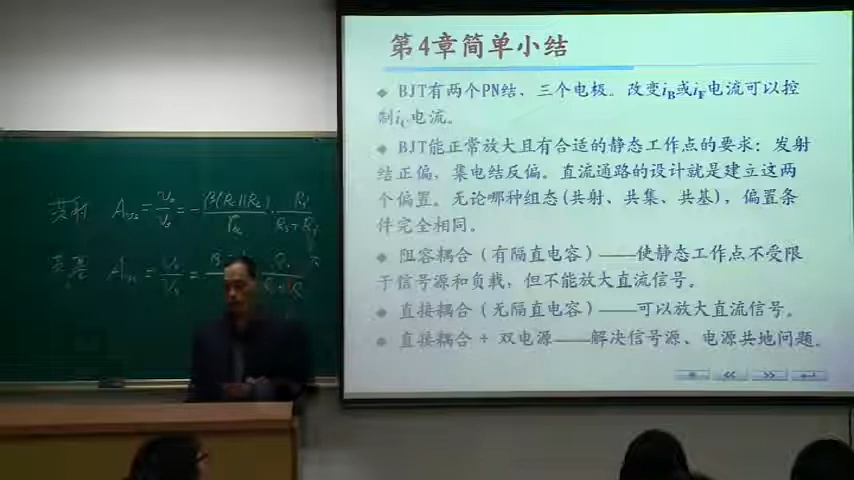 第4章简单小结
◆ BJT有两个PN结、三个电极。改变iB或iE电流可以控
制iC电流。
◆ BJT能正常放大且有合适的静态工作点的要求：发射
结正偏，集电结反偏。直流通路的设计就是建立这两
个偏置。无论哪种组态(共射、共集、共基)，偏置条
件完全相同。
◆ 阻容耦合（有隔直电容）——使静态工作点不受限
于信号源和负载，但不能放大直流信号。
◆ 直接耦合（无隔直电容）——可以放大直流信号。
◆ 直接耦合 + 双电源——解决信号源、电源共地问题。
共射
共基